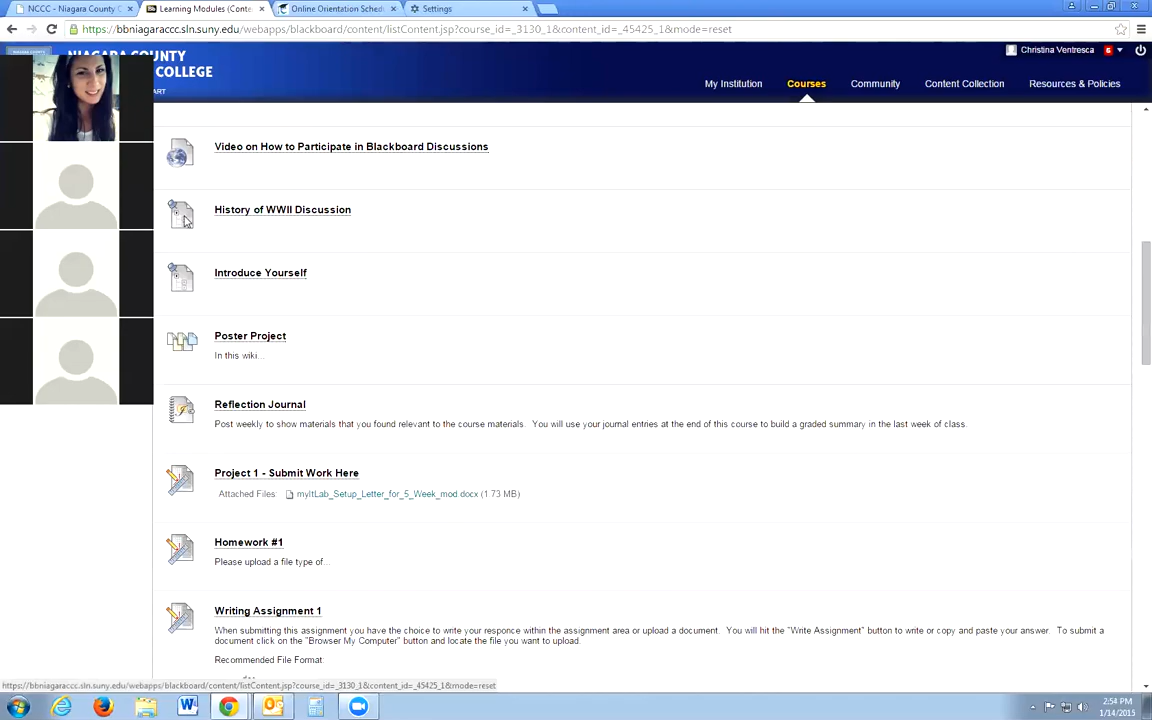 NCCC - Niagara County C
Learning Modules (Conte
Online Orientation Sched
Settings
https://bbniagaraccc.sln.suny.edu/webapps/blackboard/content/listContent.jsp?course_id=_3130_1&content_id=_45425_1&mode=reset
NIAGARA COUNTY
COLLEGE
ART
Christina Ventresca
6
My Institution
Courses
Community
Content Collection
Resources & Policies
Video on How to Participate in Blackboard Discussions
History of WWII Discussion
Introduce Yourself
Poster Project
In this wiki...
Reflection Journal
Post weekly to show materials that you found relevant to the course materials. You will use your journal entries at the end of this course to build a graded summary in the last week of class.
Project 1 - Submit Work Here
Attached Files: myItLab_Setup_Letter_for_5_Week_mod.docx (1.73 MB)
Homework #1
Please upload a file type of...
Writing Assignment 1
When submitting this assignment you have the choice to write your responce within the assignment area or upload a document. You will hit the "Write Assignment" button to write or copy and paste your answer. To submit a
document click on the "Browser My Computer" button and locate the file you want to upload.
Recommended File Format:
https://bbniagaraccc.sln.suny.edu/webapps/blackboard/content/listContent.jsp?course_id=_3130_1&content_id=_45425_1&mode=reset
2:54 PM
1/14/2015